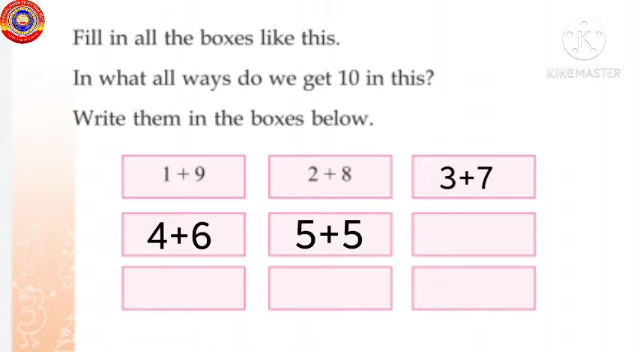 Fill in all the boxes like this.
In what all ways do we get 10 in this?
Write them in the boxes below.
KINEMASTER
1 + 9 2 + 8 3+7
4+6 5+5